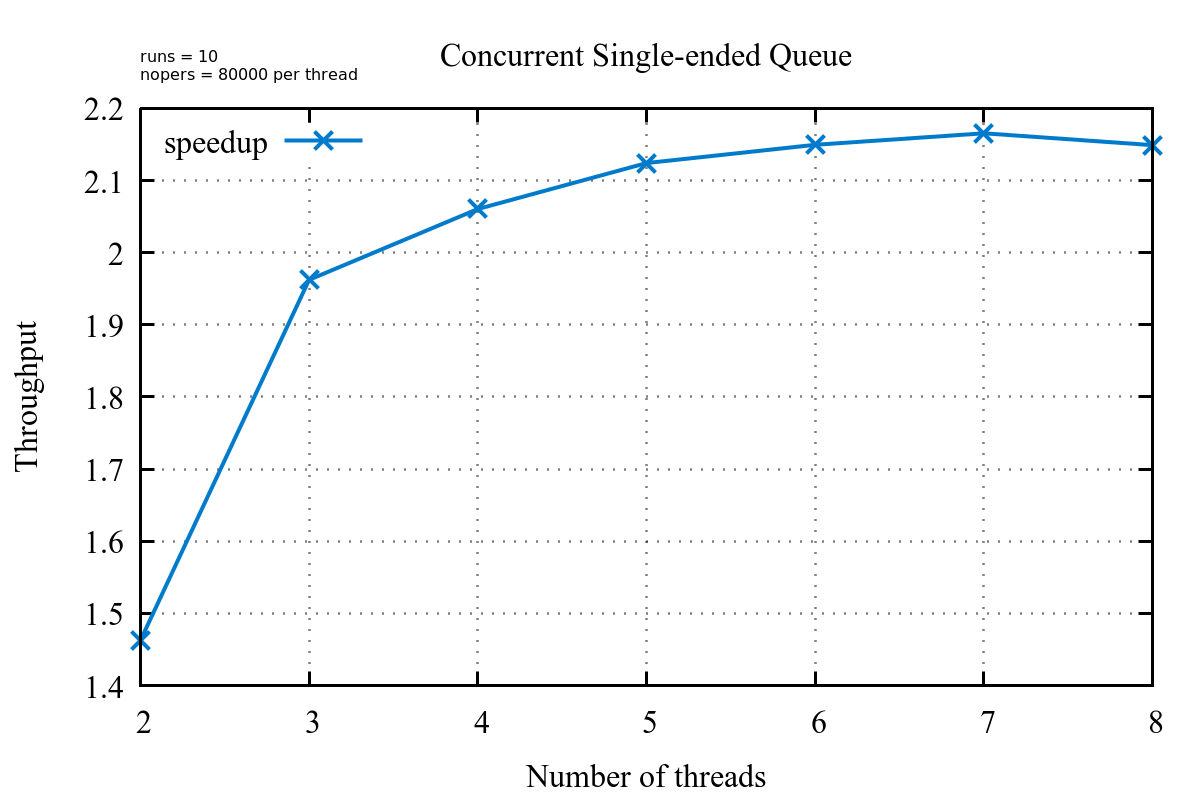 runs = 10
nopers = 80000 per thread
Concurrent Single-ended Queue
speedup
2.2
2.1
2
1.9
1.8
1.7
1.6
1.5
1.4
Throughput
2 3 4 5 6 7 8
Number of threads